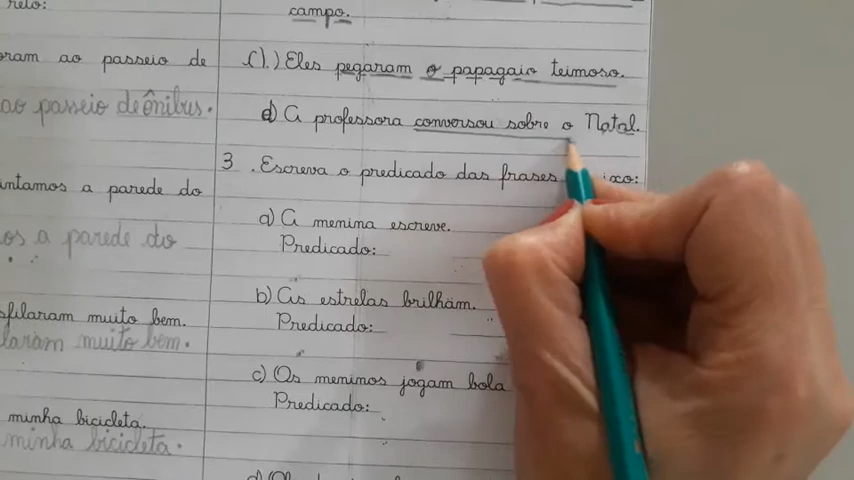 campo.
c).) Eles pegaram o papagaio teimoso.
d) A professora conversou sobre o Natal.
3 . Escreva o predicado das frases ixo:
a) A menina escreve.
Predicado:
b) As estrelas brilham.
Predicado:
c) Os meninos jogam bola
Predicado:
ao passeio de
ao passeio de ônibus.
intamos a parede do
os a parede do
filaram muito bem.
laram muito bem.
minha bicicleta.
minha bicicleta.